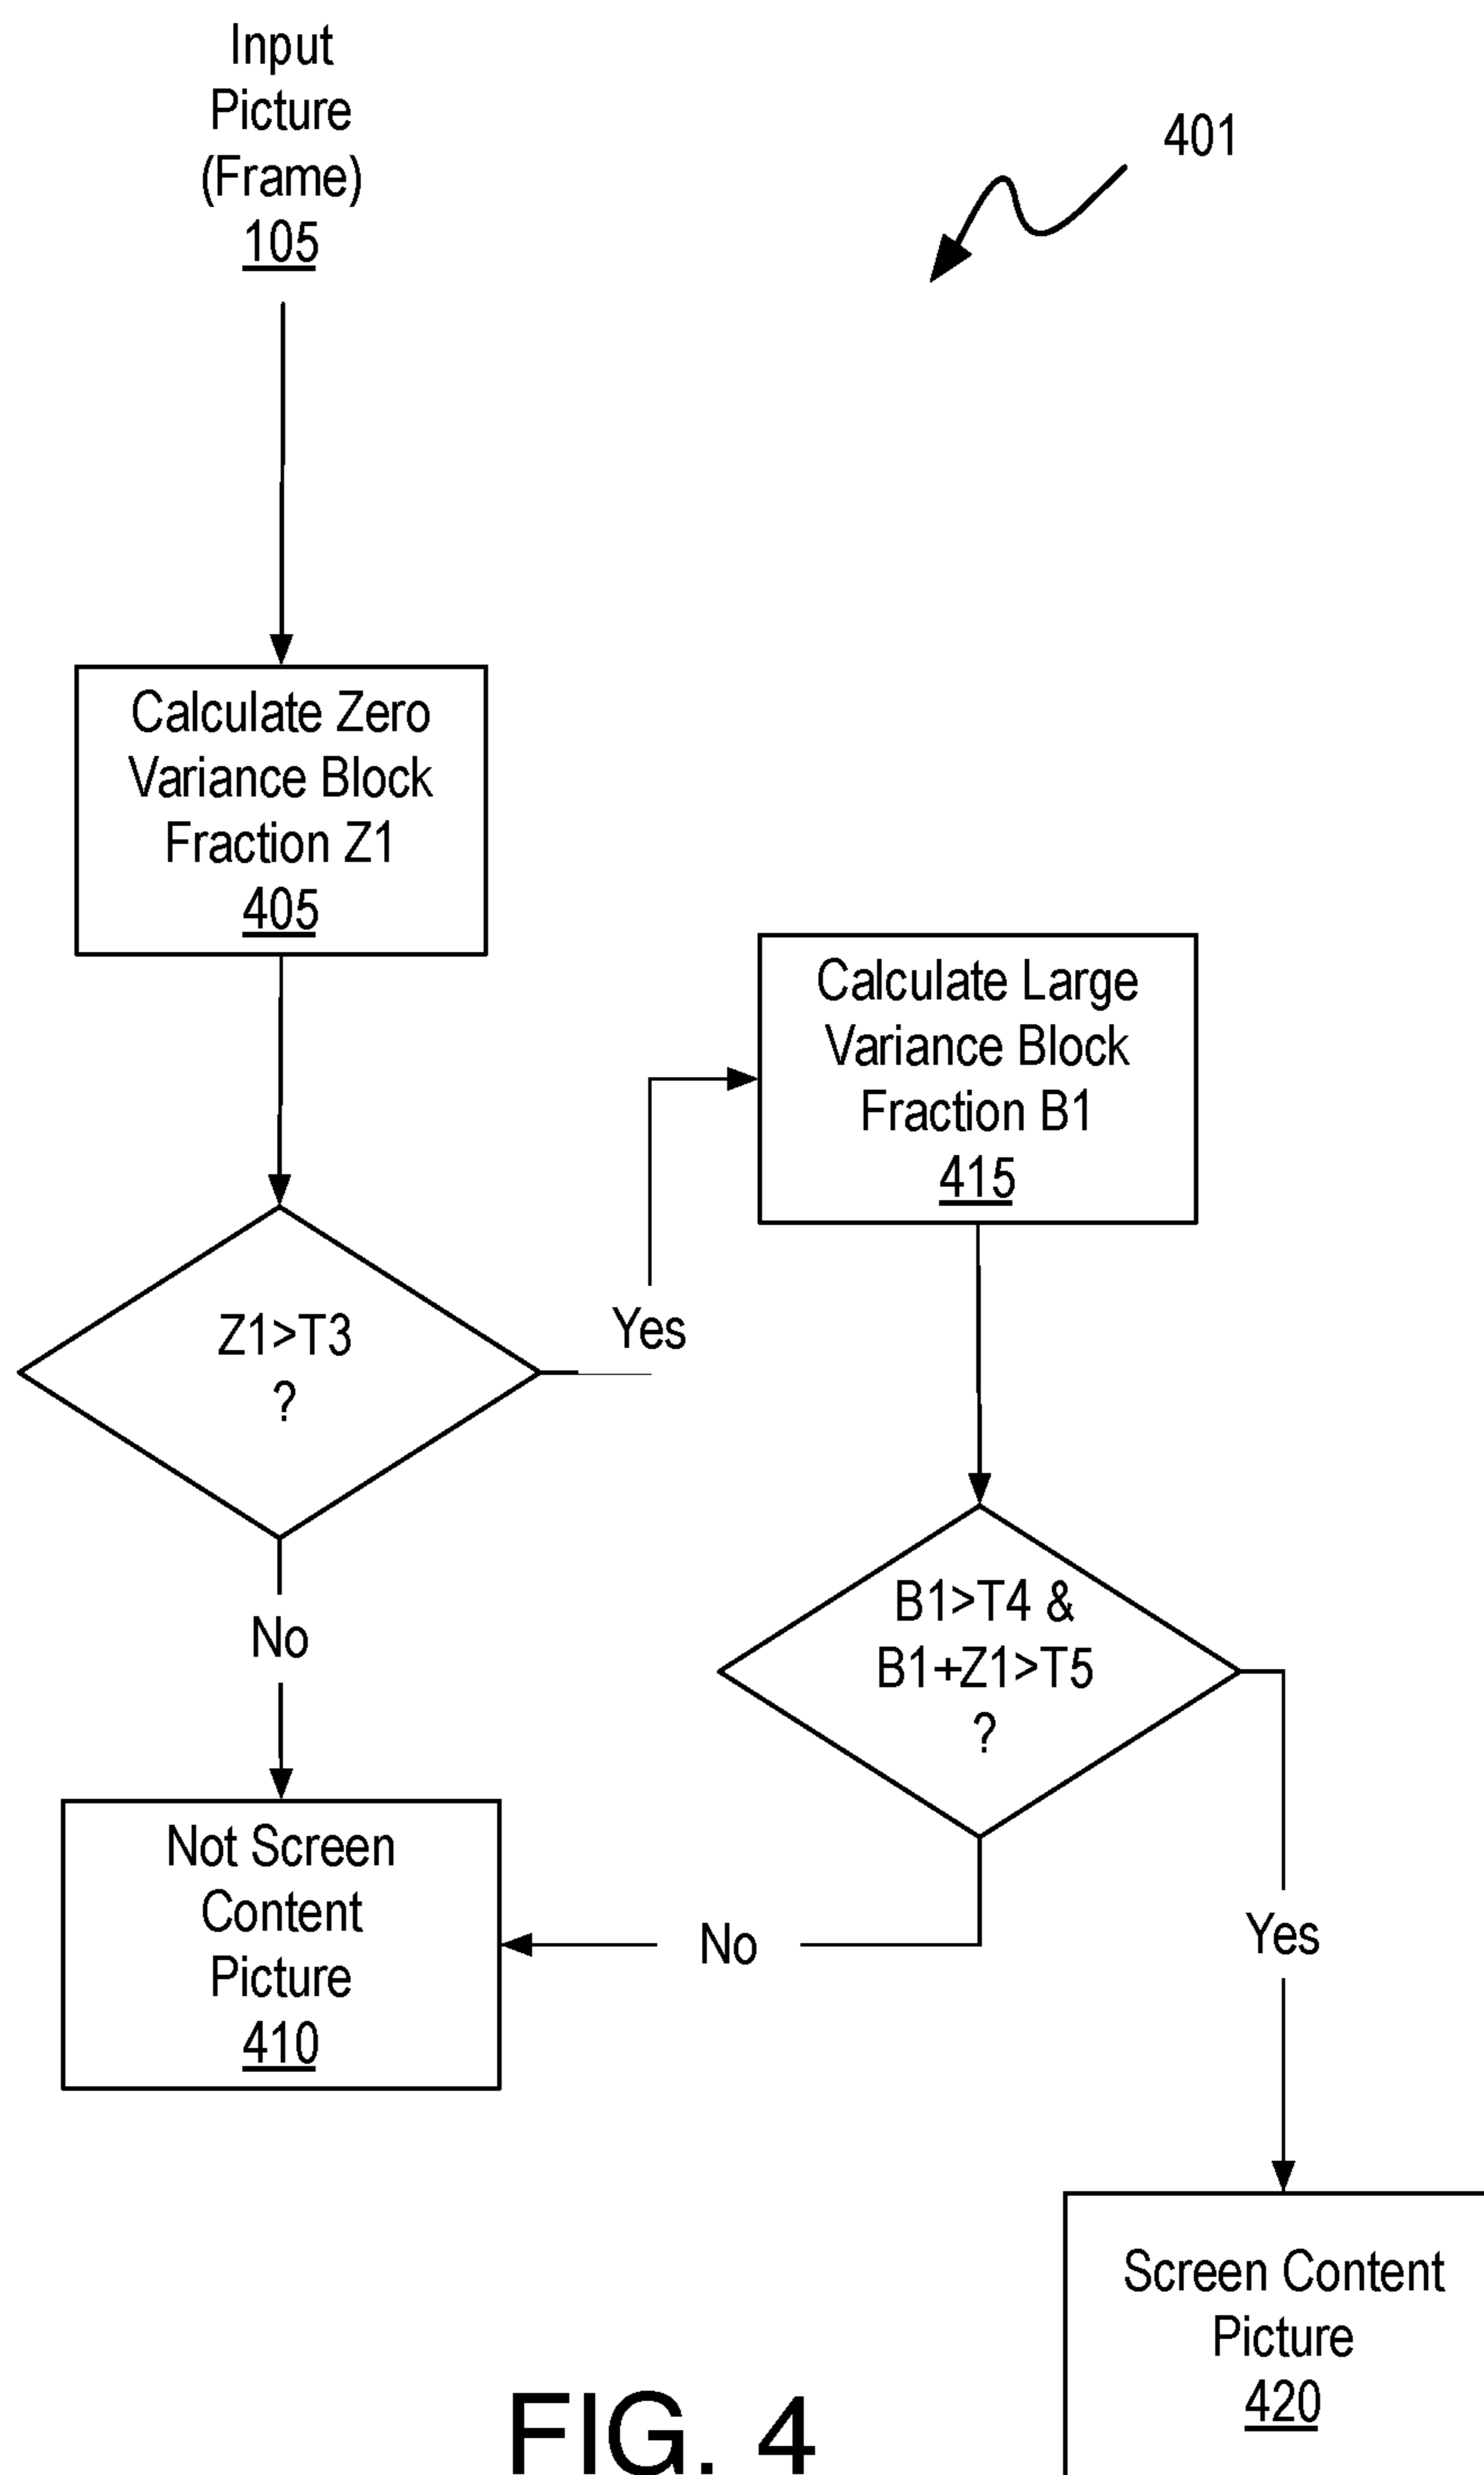 Input
Picture
(Frame)
105
401
Calculate Zero
Variance Block
Fraction Z1
405
Calculate Large
Variance Block
Fraction B1
415
Z1>T3
?
Yes
No
B1>T4 &
B1+Z1>T5
?
Not Screen
Content
Picture
410
No
Yes
Screen Content
Picture
420
FIG. 4